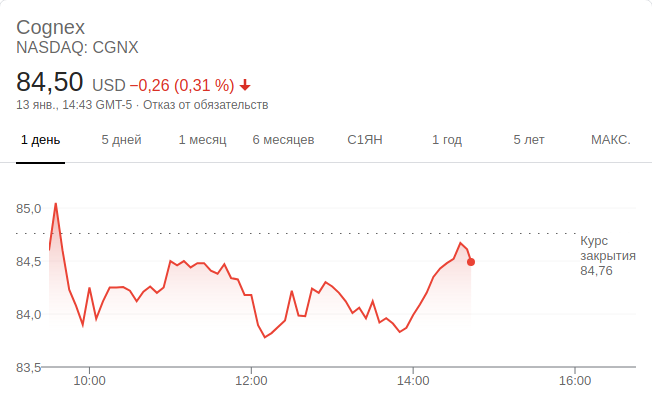 Cognex
NASDAQ: CGNX
84,50 USD −0,26 (0,31 %)
13 янв., 14:43 GMT-5 · Отказ от обязательств
1 день 5 дней 1 месяц 6 месяцев С1ЯН 1 год 5 лет МАКС.
85,0
Курс
закрытия
84,76
84,5
84,0
83,5
10:00 12:00 14:00 16:00